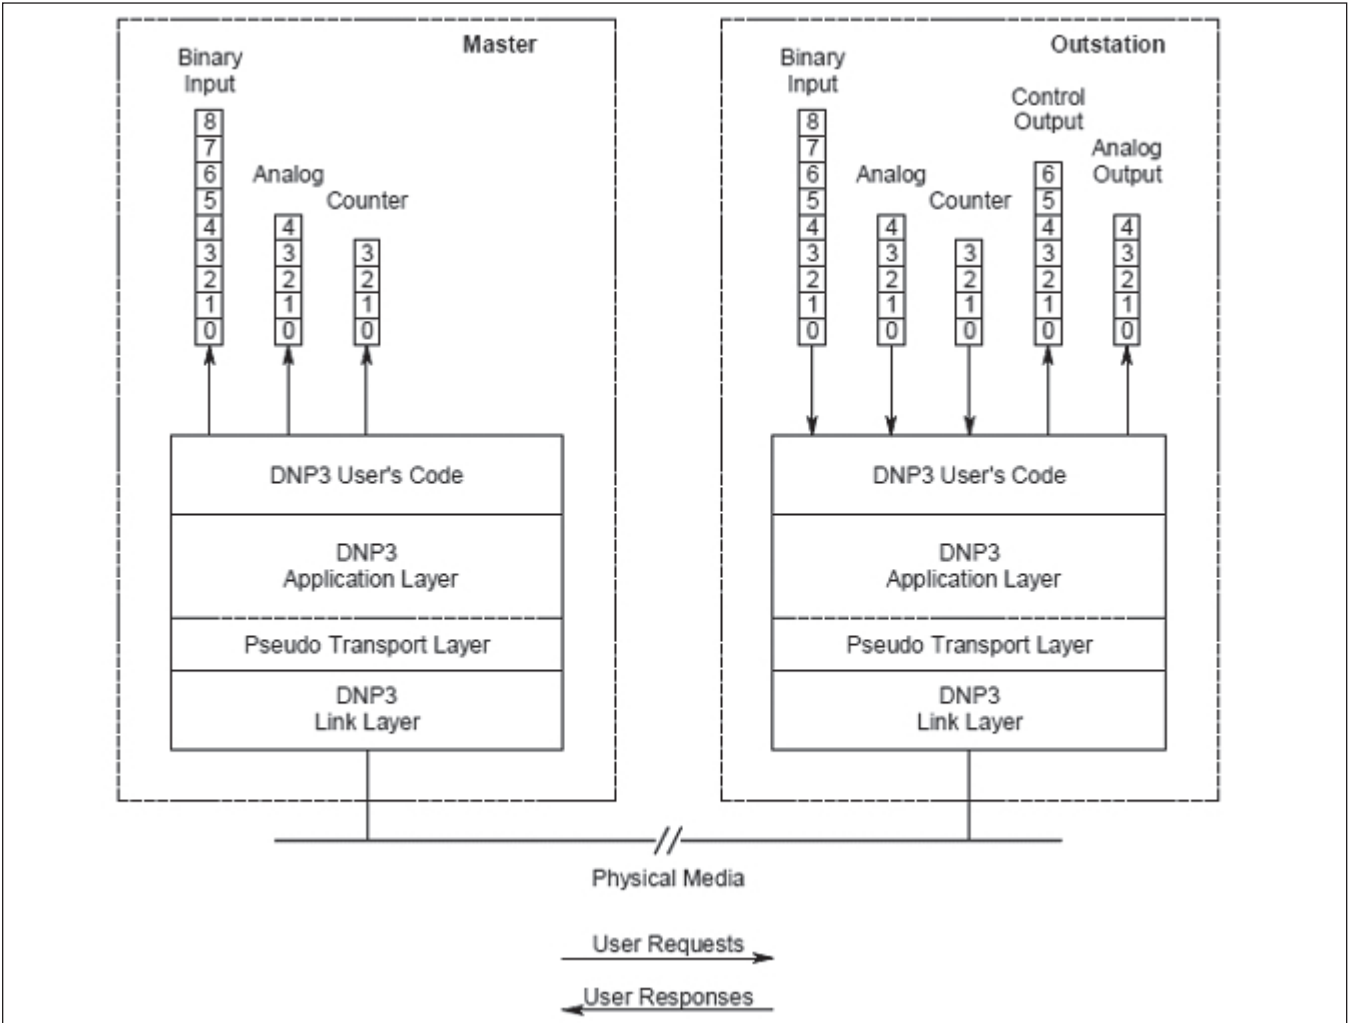 Master
Binary
Input
8
7
6
5
4
3
2
1
0
Analog
4
3
2
1
0
Counter
3
2
1
0
DNP3 User's Code
DNP3
Application Layer
Pseudo Transport Layer
DNP3
Link Layer
Outstation
Binary
Input
8
7
6
5
4
3
2
1
0
Analog
4
3
2
1
0
Counter
3
2
1
0
Control
Output
6
5
4
3
2
1
0
Analog
Output
4
3
2
1
0
DNP3 User's Code
DNP3
Application Layer
Pseudo Transport Layer
DNP3
Link Layer
Physical Media
User Requests
User Responses